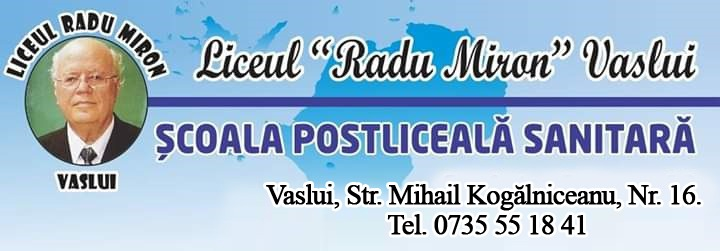 LICEUL RADU MIRON
VASLUI
Liceul "Radu Miron" Vaslui
ȘCOALA POSTLICEALĂ SANITARĂ
Vaslui, Str. Mihail Kogălniceanu, Nr. 16.
Tel. 0735 55 18 41